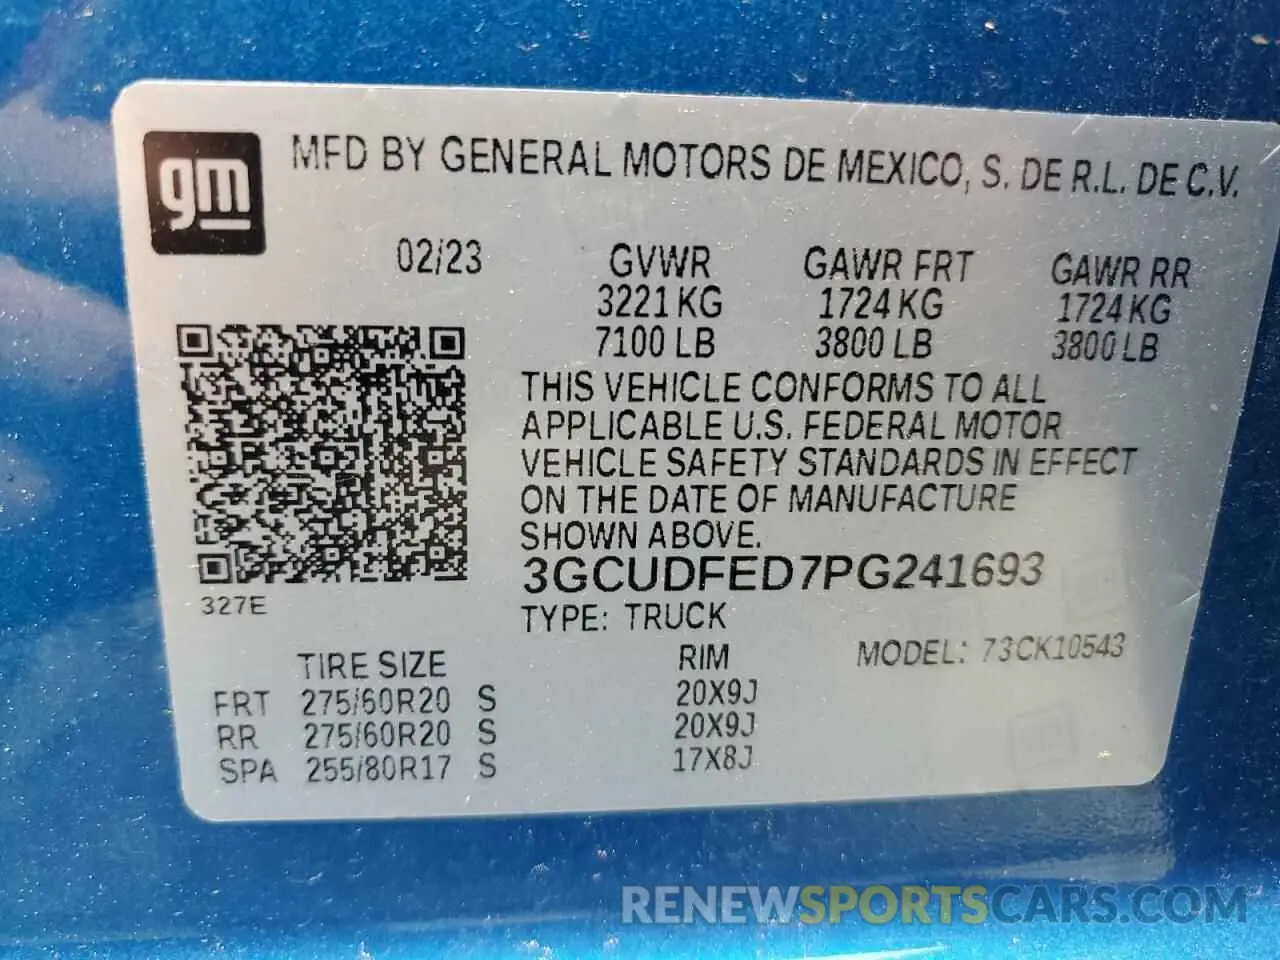 gm
MFD BY GENERAL MOTORS DE MEXICO, S. DE R.L. DE C.V.
02/23 GVWR GAWR FRT GAWR RR
3221 KG 1724 KG 1724 KG
7100 LB 3800 LB 3800 LB
THIS VEHICLE CONFORMS TO ALL
APPLICABLE U.S. FEDERAL MOTOR
VEHICLE SAFETY STANDARDS IN EFFECT
ON THE DATE OF MANUFACTURE
SHOWN ABOVE.
3GCUDFED7PG241693
327E
TYPE: TRUCK
TIRE SIZE RIM MODEL: 73CK10543
FRT 275/60R20 S 20X9J
RR 275/60R20 S 20X9J
SPA 255/80R17 S 17X8J
RENEWSPORTSCARS.COM